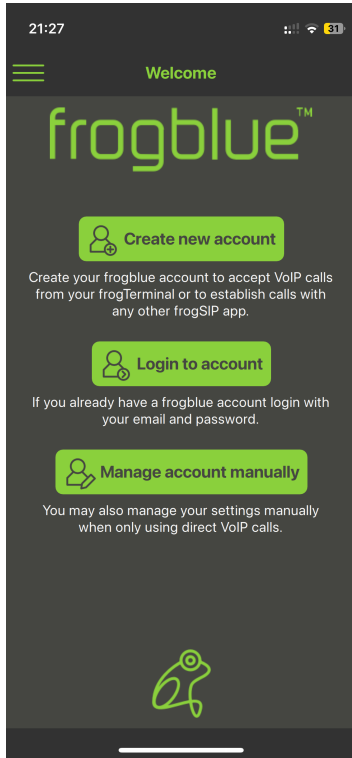 21:27
31
Welcome
frogblue™
Create new account
Create your frogblue account to accept VoIP calls
from your frogTerminal or to establish calls with
any other frogSIP app.
Login to account
If you already have a frogblue account login with
your email and password.
Manage account manually
You may also manage your settings manually
when only using direct VoIP calls.